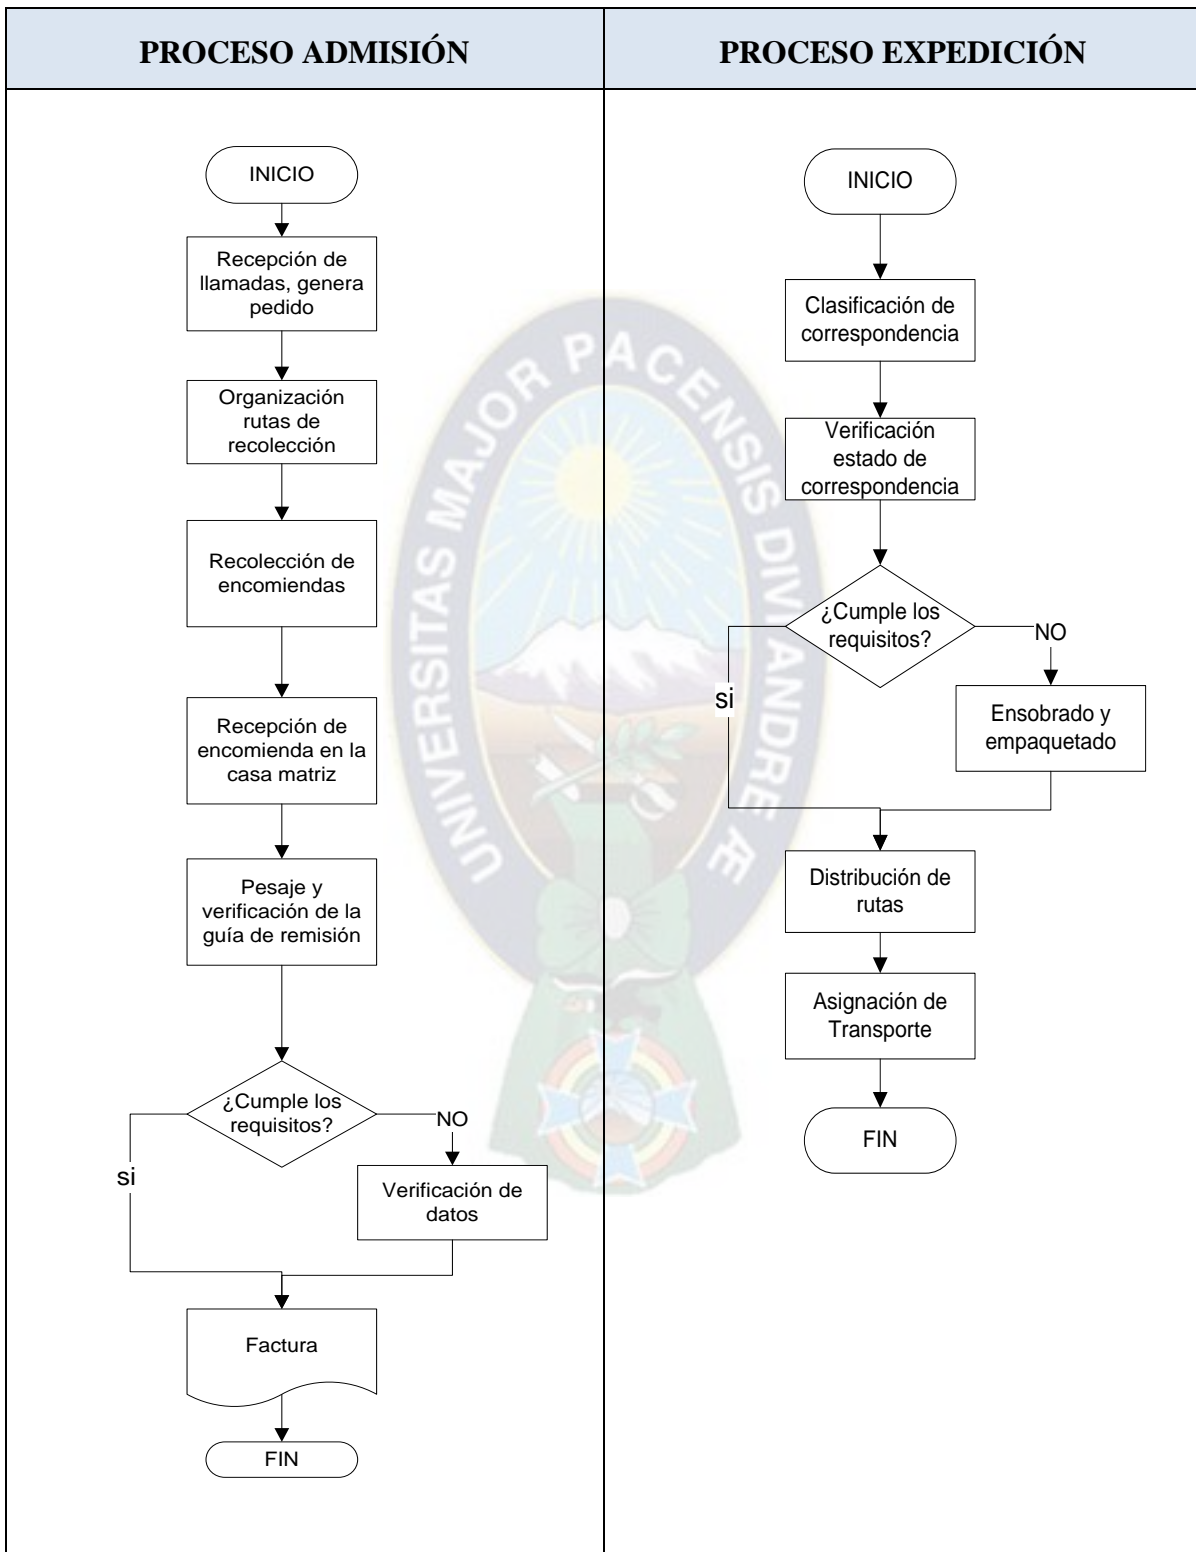 PROCESO ADMISIÓN
INICIO
Recepción de
llamadas, genera
pedido
Organización
rutas de
recolección
Recolección de
encomiendas
Recepción de
encomienda en la
casa matriz
Pesaje y
verificación de la
guía de remisión
¿Cumple los
requisitos?
NO
si
Verificación de
datos
Factura
FIN
PROCESO EXPEDICIÓN
INICIO
Clasificación de
correspondencia
Verificación
estado de
correspondencia
¿Cumple los
requisitos?
NO
si
Ensobrado y
empaquetado
Distribución de
rutas
Asignación de
Transporte
FIN
UNIVERSITAS MAJOR PACENSIS DIVI ANDRE Æ